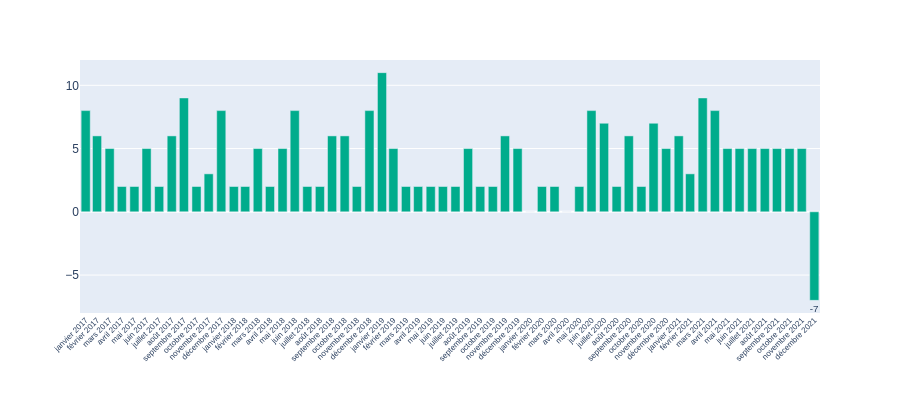 10
5
0
−5
-7
janvier 2017
février 2017
mars 2017
avril 2017
mai 2017
juin 2017
juillet 2017
août 2017
septembre 2017
octobre 2017
novembre 2017
décembre 2017
janvier 2018
février 2018
mars 2018
avril 2018
mai 2018
juin 2018
juillet 2018
août 2018
septembre 2018
octobre 2018
novembre 2018
décembre 2018
janvier 2019
février 2019
mars 2019
avril 2019
mai 2019
juin 2019
juillet 2019
août 2019
septembre 2019
octobre 2019
novembre 2019
décembre 2019
janvier 2020
février 2020
mars 2020
avril 2020
mai 2020
juin 2020
juillet 2020
août 2020
septembre 2020
octobre 2020
novembre 2020
décembre 2020
janvier 2021
février 2021
mars 2021
avril 2021
mai 2021
juin 2021
juillet 2021
août 2021
septembre 2021
octobre 2021
novembre 2021
décembre 2021